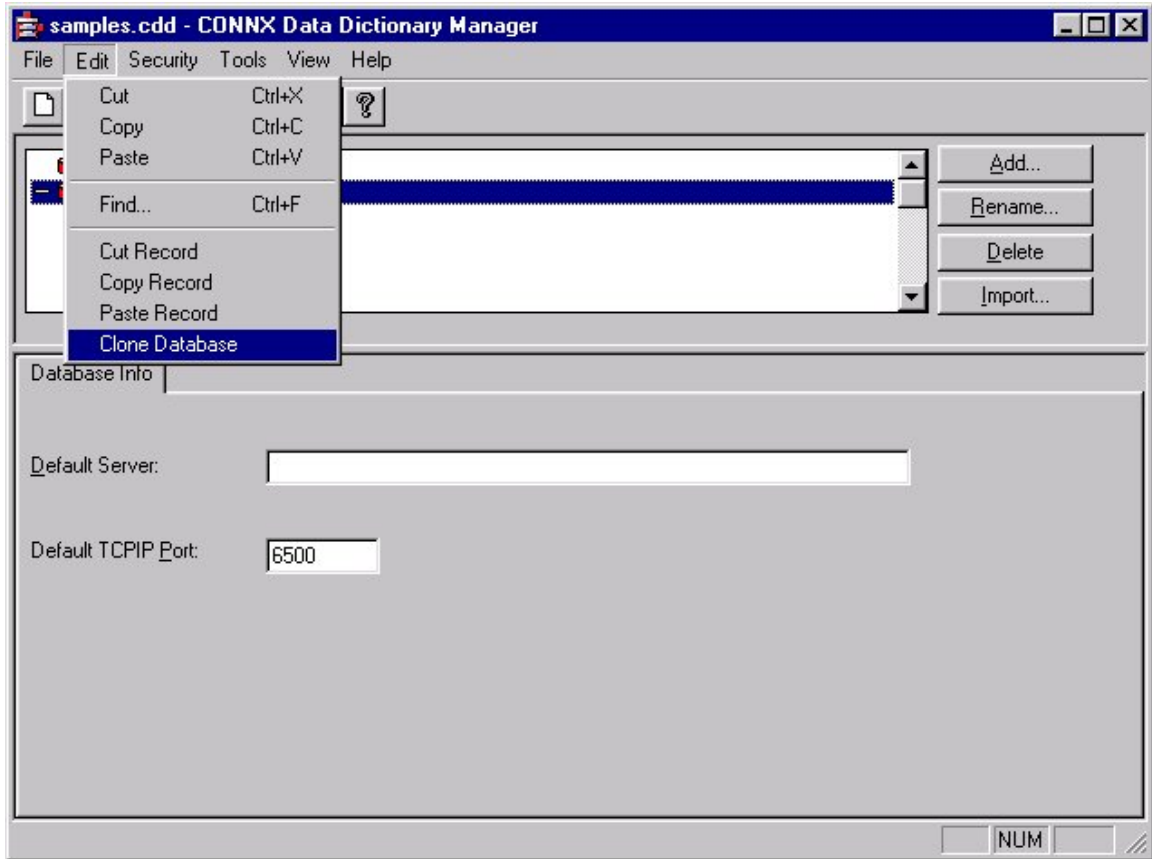 samples.cdd - CONNX Data Dictionary Manager
File Edit Security Tools View Help
Cut Ctrl+X
Copy Ctrl+C
Paste Ctrl+V
Find... Ctrl+F
Cut Record
Copy Record
Paste Record
Clone Database
Add...
Rename...
Delete
Import...
Database Info
Default Server:
Default TCPIP Port: 6500
NUM